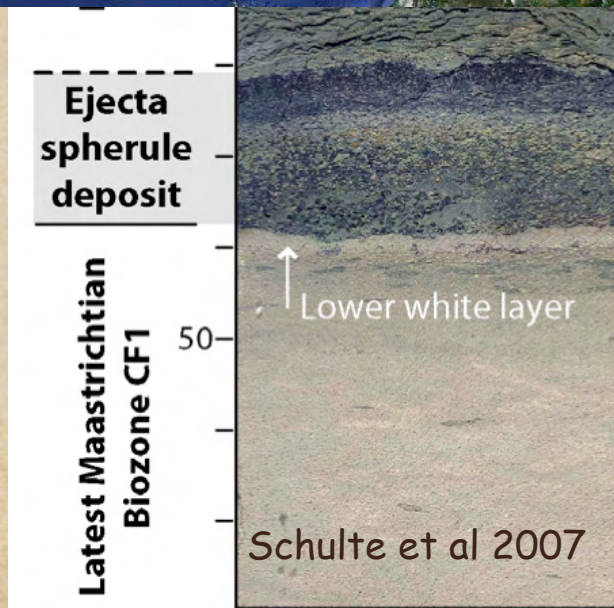 Ejecta
spherule
deposit
Lower white layer
50
Latest Maastrichtian
Biozone CF1
Schulte et al 2007